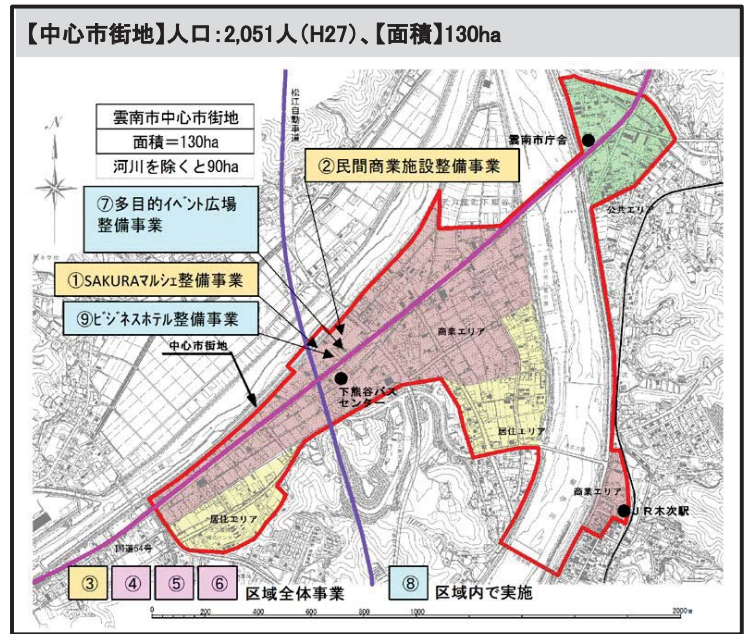 【中心市街地】人口：2,051人（H27）、【面積】130ha
松江自動車道
雲南市中心市街地
面積＝130ha
河川を除くと90ha
N
雲南市庁舎
②民間商業施設整備事業
⑦多目的イベント広場
整備事業
公共エリア
①SAKURAマルシェ整備事業
⑨ビジネスホテル整備事業
商業エリア
中心市街地
下熊谷バス
センター
居住エリア
商業エリア
JR木次駅
居住エリア
国道54号
③ ④ ⑤ ⑥ 区域全体事業 ⑧ 区域内で実施
0 200 400 600 800 1000 2000m